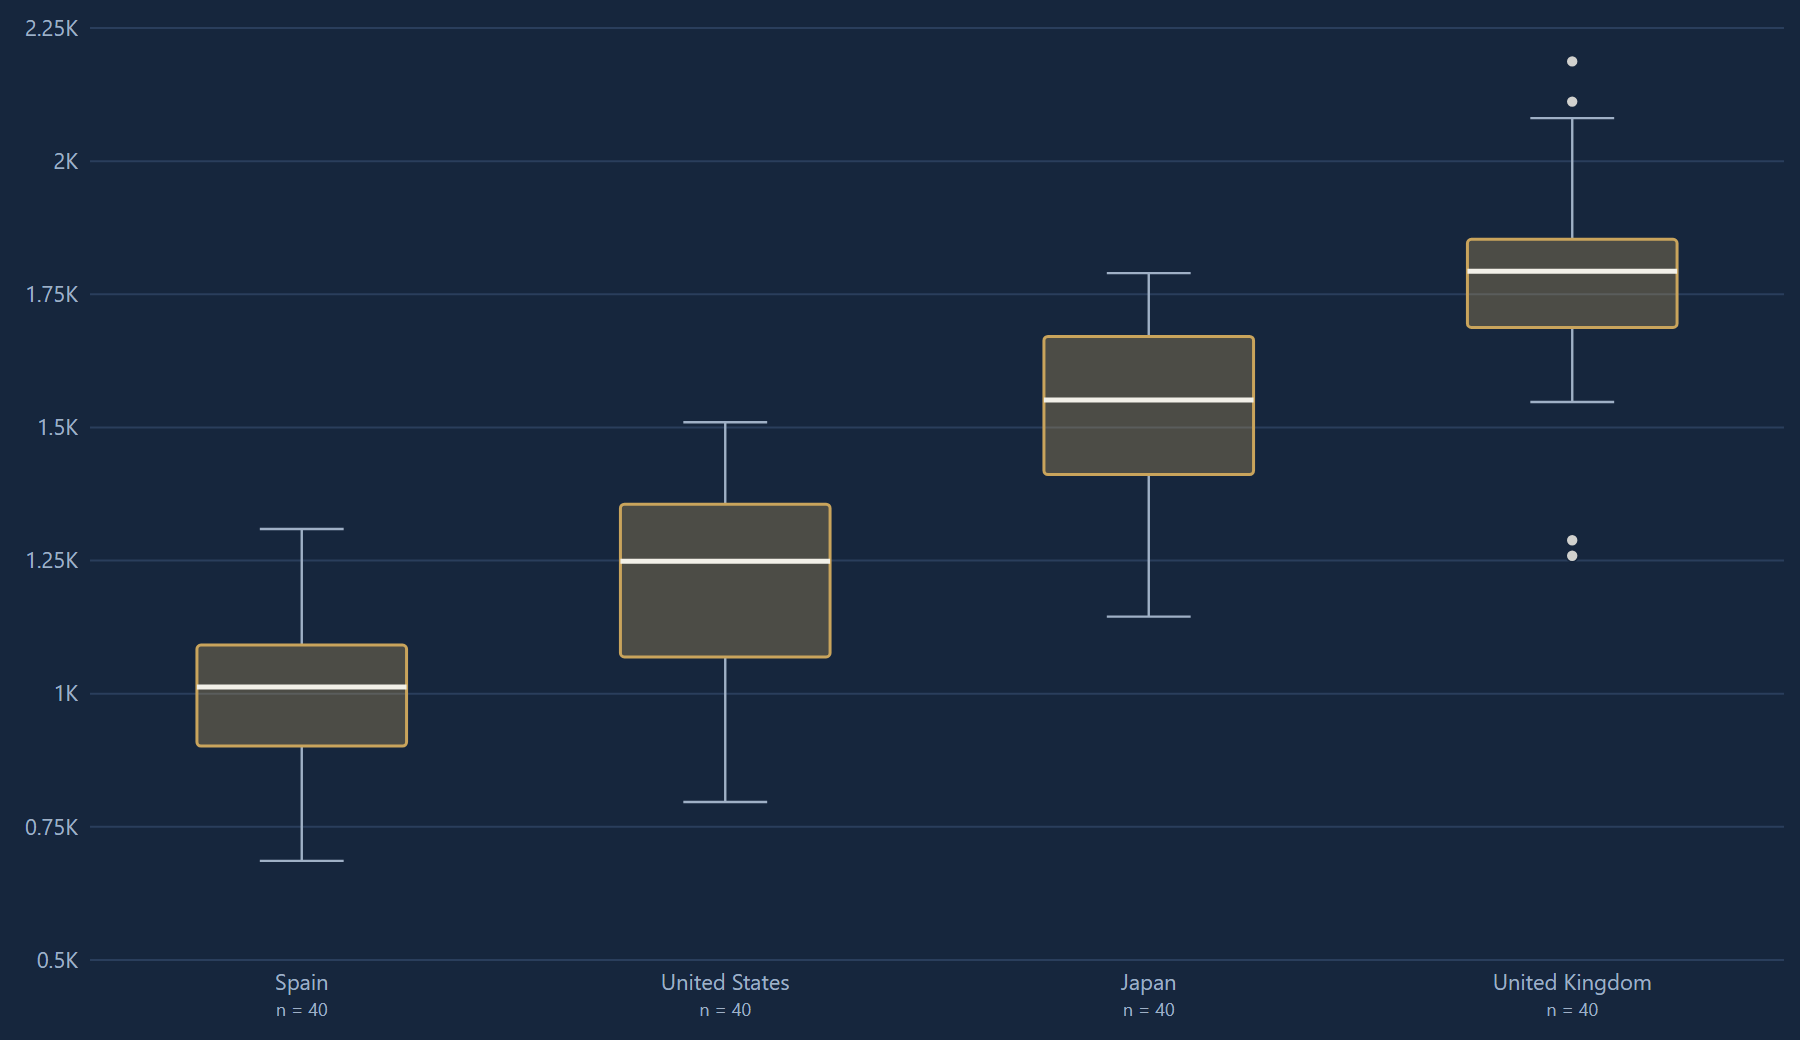 2.25K
2K
1.75K
1.5K
1.25K
1K
0.75K
0.5K
Spain
n = 40
United States
n = 40
Japan
n = 40
United Kingdom
n = 40